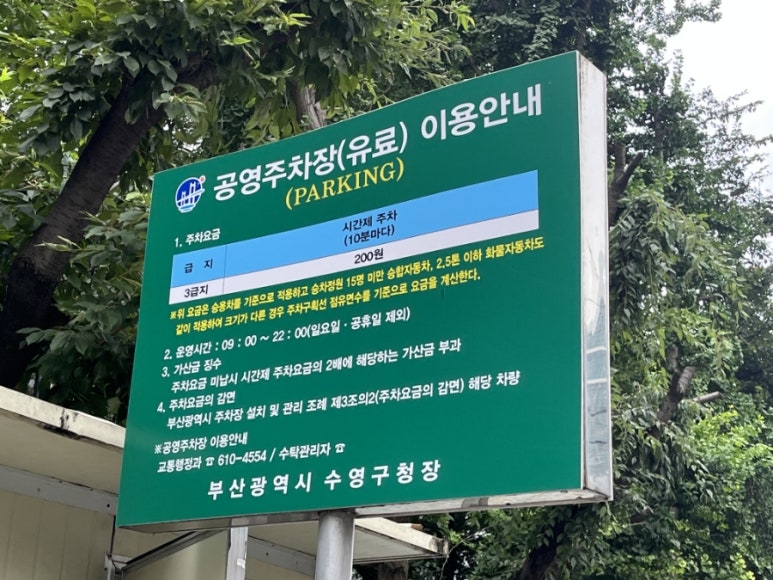 공영주차장(유료) 이용안내
(PARKING)
1. 주차요금
급 지 시간제 주차
(10분마다)
3급지 200원
※위 요금은 승용차를 기준으로 적용하고 승차정원 15명 미만 승합자동차, 2.5톤 이하 화물자동차도
같이 적용하여 크기가 다른 경우 주차구획선 점유면수를 기준으로 요금을 계산한다.
2. 운영시간 : 09 : 00 ~ 22 : 00(일요일 · 공휴일 제외)
3. 가산금 징수
주차요금 미납시 시간제 주차요금의 2배에 해당하는 가산금 부과
4. 주차요금의 감면
부산광역시 주차장 설치 및 관리 조례 제3조의2(주차요금의 감면) 해당 차량
※공영주차장 이용안내
교통행정과 ☎ 610-4554 / 수탁관리자 ☎
부산광역시 수영구청장